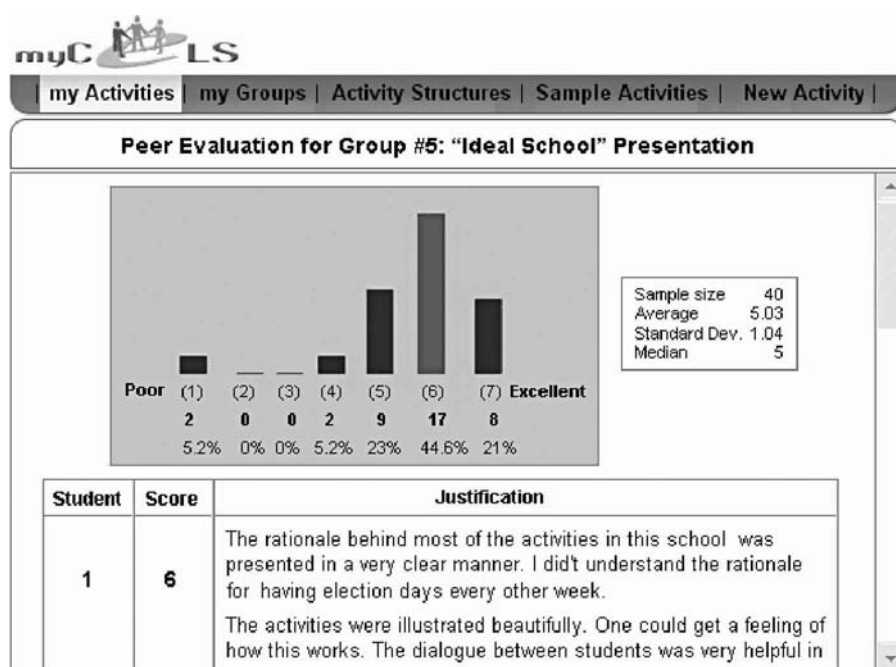 myC LS
| my Activities | my Groups | Activity Structures | Sample Activities | New Activity |
Peer Evaluation for Group #5: “Ideal School” Presentation
Sample size 40
Average 5.03
Standard Dev. 1.04
Median 5
Poor (1) (2) (3) (4) (5) (6) (7) Excellent
2 0 0 2 9 17 8
5.2% 0% 0% 5.2% 23% 44.6% 21%
Student Score Justification
1 6
The rationale behind most of the activities in this school was
presented in a very clear manner. I did't understand the rationale
for having election days every other week.
The activities were illustrated beautifully. One could get a feeling of
how this works. The dialogue between students was very helpful in